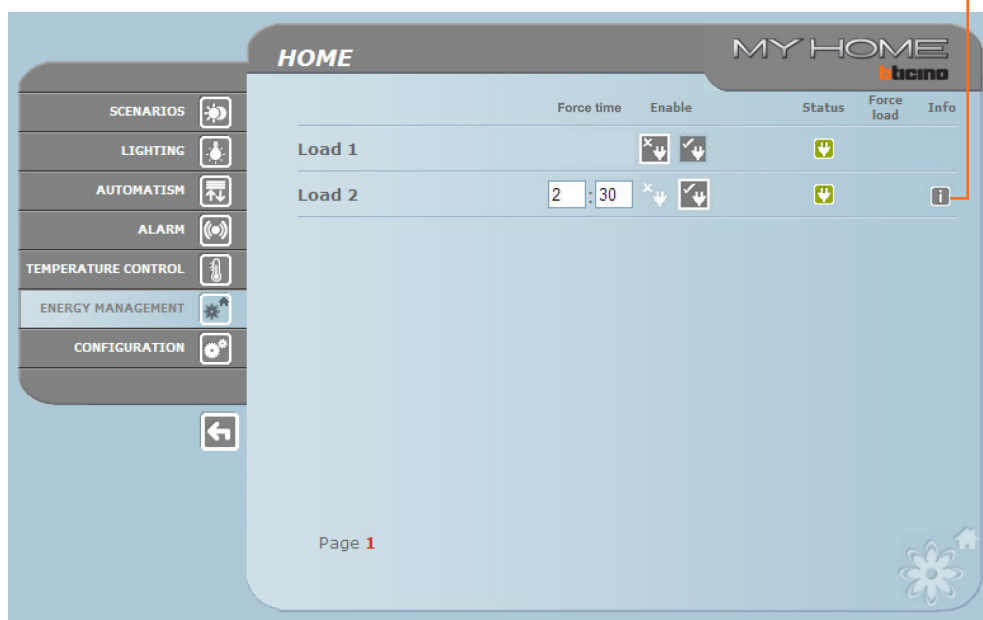 HOME
MY HOME
bticino
SCENARIOS
LIGHTING
AUTOMATISM
ALARM
TEMPERATURE CONTROL
ENERGY MANAGEMENT
CONFIGURATION
Force time Enable Status Force load Info
Load 1
Load 2 2 : 30 i
Page 1